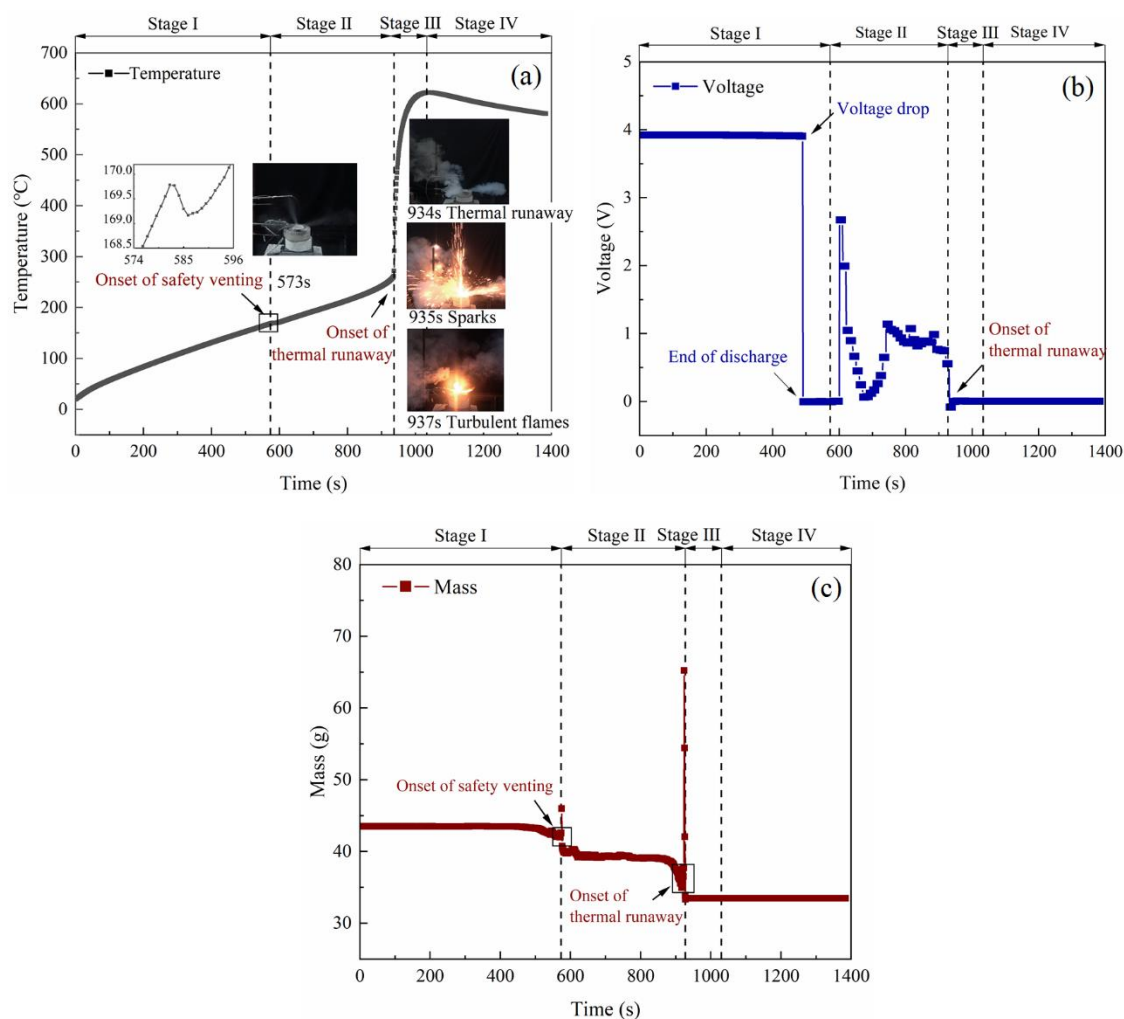 Stage I Stage II Stage III Stage IV
700
600
500
400
300
200
100
0
Temperature (℃)
Temperature
(a)
170.0
169.5
169.0
168.5
574 585 596
Onset of safety venting
573s
Onset of
thermal runaway
934s Thermal runaway
935s Sparks
937s Turbulent flames
0 200 400 600 800 1000 1200 1400
Time (s)
Stage I Stage II Stage III Stage IV
5
4
3
2
1
0
Voltage (V)
Voltage
(b)
Voltage drop
End of discharge
Onset of
thermal runaway
0 200 400 600 800 1000 1200 1400
Time (s)
Stage I Stage II Stage III Stage IV
80
70
60
50
40
30
Mass (g)
Mass
(c)
Onset of safety venting
Onset of
thermal runaway
0 200 400 600 800 1000 1200 1400
Time (s)